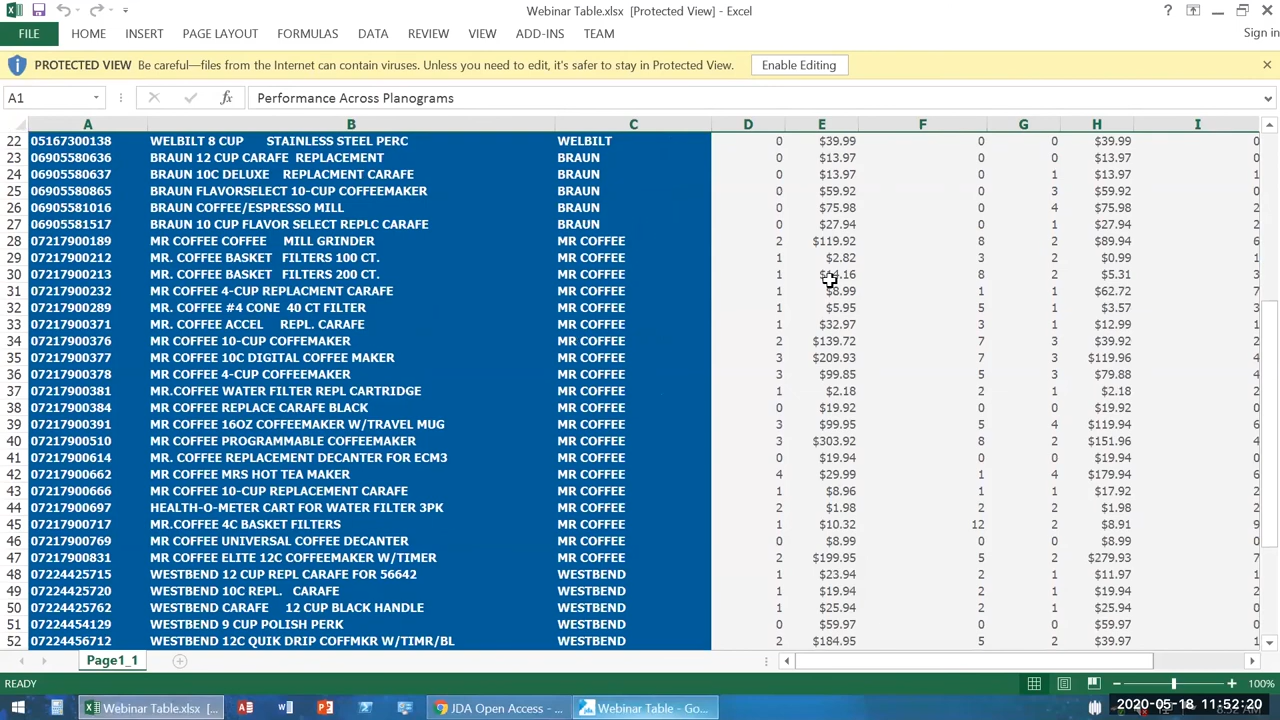 Webinar Table.xlsx [Protected View] - Excel
FILE HOME INSERT PAGE LAYOUT FORMULAS DATA REVIEW VIEW ADD-INS TEAM Sign in
PROTECTED VIEW Be careful—files from the Internet can contain viruses. Unless you need to edit, it's safer to stay in Protected View. Enable Editing
A1 fx Performance Across Planograms
A B C D E F G H I
22 05167300138 WELBILT 8 CUP STAINLESS STEEL PERC WELBILT 0 $39.99 0 0 $39.99 0
23 06905580636 BRAUN 12 CUP CARAFE REPLACEMENT BRAUN 0 $13.97 0 0 $13.97 0
24 06905580637 BRAUN 10C DELUXE REPLACMENT CARAFE BRAUN 0 $13.97 0 1 $13.97 1
25 06905580865 BRAUN FLAVORSELECT 10-CUP COFFEEMAKER BRAUN 0 $59.92 0 3 $59.92 2
26 06905581016 BRAUN COFFEE/ESPRESSO MILL BRAUN 0 $75.98 0 4 $75.98 2
27 06905581517 BRAUN 10 CUP FLAVOR SELECT REPLC CARAFE BRAUN 0 $27.94 0 1 $27.94 2
28 07217900189 MR COFFEE COFFEE MILL GRINDER MR COFFEE 2 $119.92 8 2 $89.94 6
29 07217900212 MR. COFFEE BASKET FILTERS 100 CT. MR COFFEE 1 $2.82 3 2 $0.99 1
30 07217900213 MR. COFFEE BASKET FILTERS 200 CT. MR COFFEE 1 8 2 $5.31 3
31 07217900232 MR COFFEE 4-CUP REPLACMENT CARAFE MR COFFEE 1 $8.99 1 1 $62.72 7
32 07217900289 MR. COFFEE #4 CONE 40 CT FILTER MR COFFEE 1 $5.95 5 1 $3.57 3
33 07217900371 MR. COFFEE ACCEL REPL. CARAFE MR COFFEE 1 $32.97 3 1 $12.99 1
34 07217900376 MR COFFEE 10-CUP COFFEMAKER MR COFFEE 2 $139.72 7 3 $39.92 2
35 07217900377 MR COFFEE 10C DIGITAL COFFEE MAKER MR COFFEE 3 $209.93 7 3 $119.96 4
36 07217900378 MR COFFEE 4-CUP COFFEEMAKER MR COFFEE 3 $99.85 5 3 $79.88 4
37 07217900381 MR.COFFEE WATER FILTER REPL CARTRIDGE MR COFFEE 1 $2.18 2 1 $2.18 2
38 07217900384 MR COFFEE REPLACE CARAFE BLACK MR COFFEE 0 $19.92 0 0 $19.92 0
39 07217900391 MR COFFEE 16OZ COFFEEMAKER W/TRAVEL MUG MR COFFEE 3 $99.95 5 4 $119.94 6
40 07217900510 MR COFFEE PROGRAMMABLE COFFEEMAKER MR COFFEE 3 $303.92 8 2 $151.96 4
41 07217900614 MR. COFFEE REPLACEMENT DECANTER FOR ECM3 MR COFFEE 0 $19.94 0 0 $19.94 0
42 07217900662 MR COFFEE MRS HOT TEA MAKER MR COFFEE 4 $29.99 1 4 $179.94 6
43 07217900666 MR COFFEE 10-CUP REPLACEMENT CARAFE MR COFFEE 1 $8.96 1 1 $17.92 2
44 07217900697 HEALTH-O-METER CART FOR WATER FILTER 3PK MR COFFEE 2 $1.98 2 2 $1.98 2
45 07217900717 MR.COFFEE 4C BASKET FILTERS MR COFFEE 1 $10.32 12 2 $8.91 9
46 07217900769 MR COFFEE UNIVERSAL COFFEE DECANTER MR COFFEE 0 $8.99 0 0 $8.99 0
47 07217900831 MR COFFEE ELITE 12C COFFEEMAKER W/TIMER MR COFFEE 2 $199.95 5 2 $279.93 7
48 07224425715 WESTBEND 12 CUP REPL CARAFE FOR 56642 WESTBEND 1 $23.94 2 1 $11.97 1
49 07224425720 WESTBEND 10C REPL. CARAFE WESTBEND 1 $19.94 2 1 $19.94 2
50 07224425762 WESTBEND CARAFE 12 CUP BLACK HANDLE WESTBEND 1 $25.94 2 1 $25.94 0
51 07224454129 WESTBEND 9 CUP POLISH PERK WESTBEND 0 $59.97 0 0 $59.97 0
52 07224456712 WESTBEND 12C QUIK DRIP COFFMKR W/TIMR/BL WESTBEND 2 $184.95 5 2 $39.97 1
Page1_1
READY 100%
Webinar Table.xlsx [... JDA Open Access - ... Webinar Table - Go...
2020-05-18 11:52:20